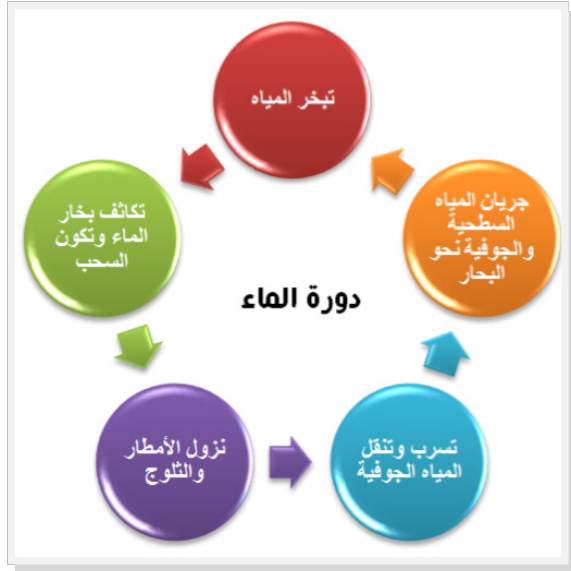 تبخر المياه
تكاثف بخار
الماء وتكون
السحب
جريان المياه
السطحية
والجوفية نحو
البحار
دورة الماء
نزول الأمطار
والثلوج
تسرب وتنقل
المياه الجوفية